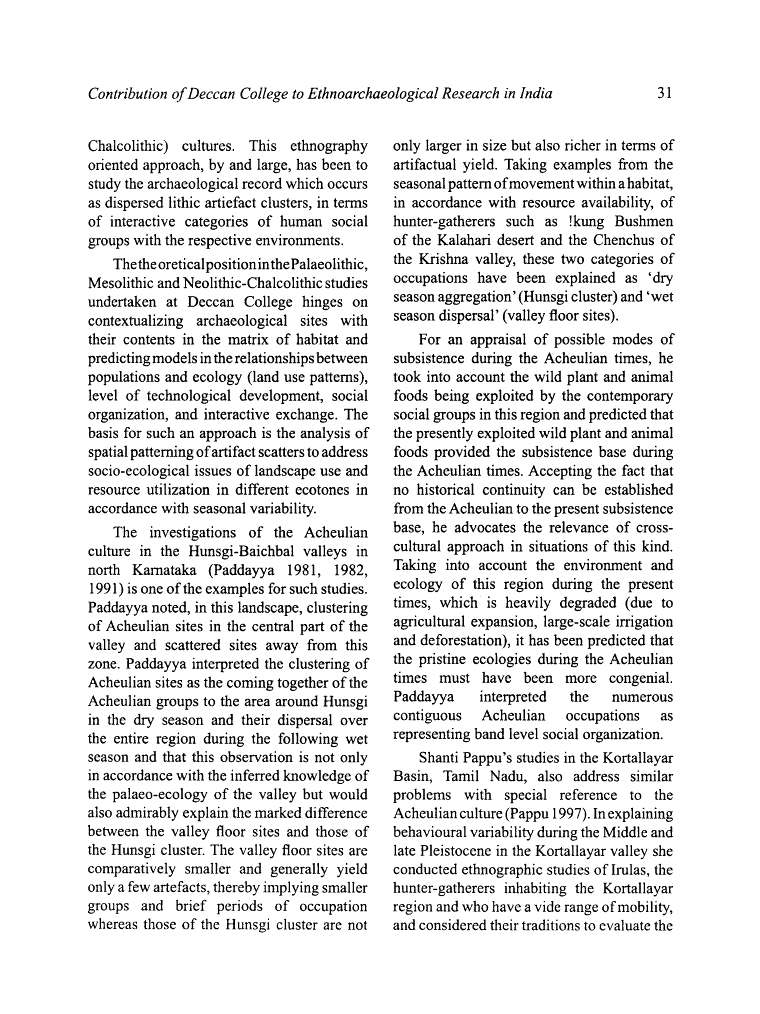 Contribution of Deccan College to Ethnoarchaeological Research in India 31
Chalcolithic) cultures. This ethnography
oriented approach, by and large, has been to
study the archaeological record which occurs
as dispersed lithic artiefact clusters, in terms
of interactive categories of human social
groups with the respective environments.
The theoretical position in the Palaeolithic,
Mesolithic and Neolithic-Chalcolithic studies
undertaken at Deccan College hinges on
contextualizing archaeological sites with
their contents in the matrix of habitat and
predicting models in the relationships between
populations and ecology (land use patterns),
level of technological development, social
organization, and interactive exchange. The
basis for such an approach is the analysis of
spatial patterning of artifact scatters to address
socio-ecological issues of landscape use and
resource utilization in different ecotones in
accordance with seasonal variability.
The investigations of the Acheulian
culture in the Hunsgi-Baichbal valleys in
north Karnataka (Paddayya 1981, 1982,
1991) is one of the examples for such studies.
Paddayya noted, in this landscape, clustering
of Acheulian sites in the central part of the
valley and scattered sites away from this
zone. Paddayya interpreted the clustering of
Acheulian sites as the coming together of the
Acheulian groups to the area around Hunsgi
in the dry season and their dispersal over
the entire region during the following wet
season and that this observation is not only
in accordance with the inferred knowledge of
the palaeo-ecology of the valley but would
also admirably explain the marked difference
between the valley floor sites and those of
the Hunsgi cluster. The valley floor sites are
comparatively smaller and generally yield
only a few artefacts, thereby implying smaller
groups and brief periods of occupation
whereas those of the Hunsgi cluster are not
only larger in size but also richer in terms of
artifactual yield. Taking examples from the
seasonal pattern of movement within a habitat,
in accordance with resource availability, of
hunter-gatherers such as !kung Bushmen
of the Kalahari desert and the Chenchus of
the Krishna valley, these two categories of
occupations have been explained as ‘dry
season aggregation’ (Hunsgi cluster) and ‘wet
season dispersal’ (valley floor sites).
For an appraisal of possible modes of
subsistence during the Acheulian times, he
took into account the wild plant and animal
foods being exploited by the contemporary
social groups in this region and predicted that
the presently exploited wild plant and animal
foods provided the subsistence base during
the Acheulian times. Accepting the fact that
no historical continuity can be established
from the Acheulian to the present subsistence
base, he advocates the relevance of cross-
cultural approach in situations of this kind.
Taking into account the environment and
ecology of this region during the present
times, which is heavily degraded (due to
agricultural expansion, large-scale irrigation
and deforestation), it has been predicted that
the pristine ecologies during the Acheulian
times must have been more congenial.
Paddayya interpreted the numerous
contiguous Acheulian occupations as
representing band level social organization.
Shanti Pappu’s studies in the Kortallayar
Basin, Tamil Nadu, also address similar
problems with special reference to the
Acheulian culture (Pappu 1997). In explaining
behavioural variability during the Middle and
late Pleistocene in the Kortallayar valley she
conducted ethnographic studies of Irulas, the
hunter-gatherers inhabiting the Kortallayar
region and who have a vide range of mobility,
and considered their traditions to evaluate the